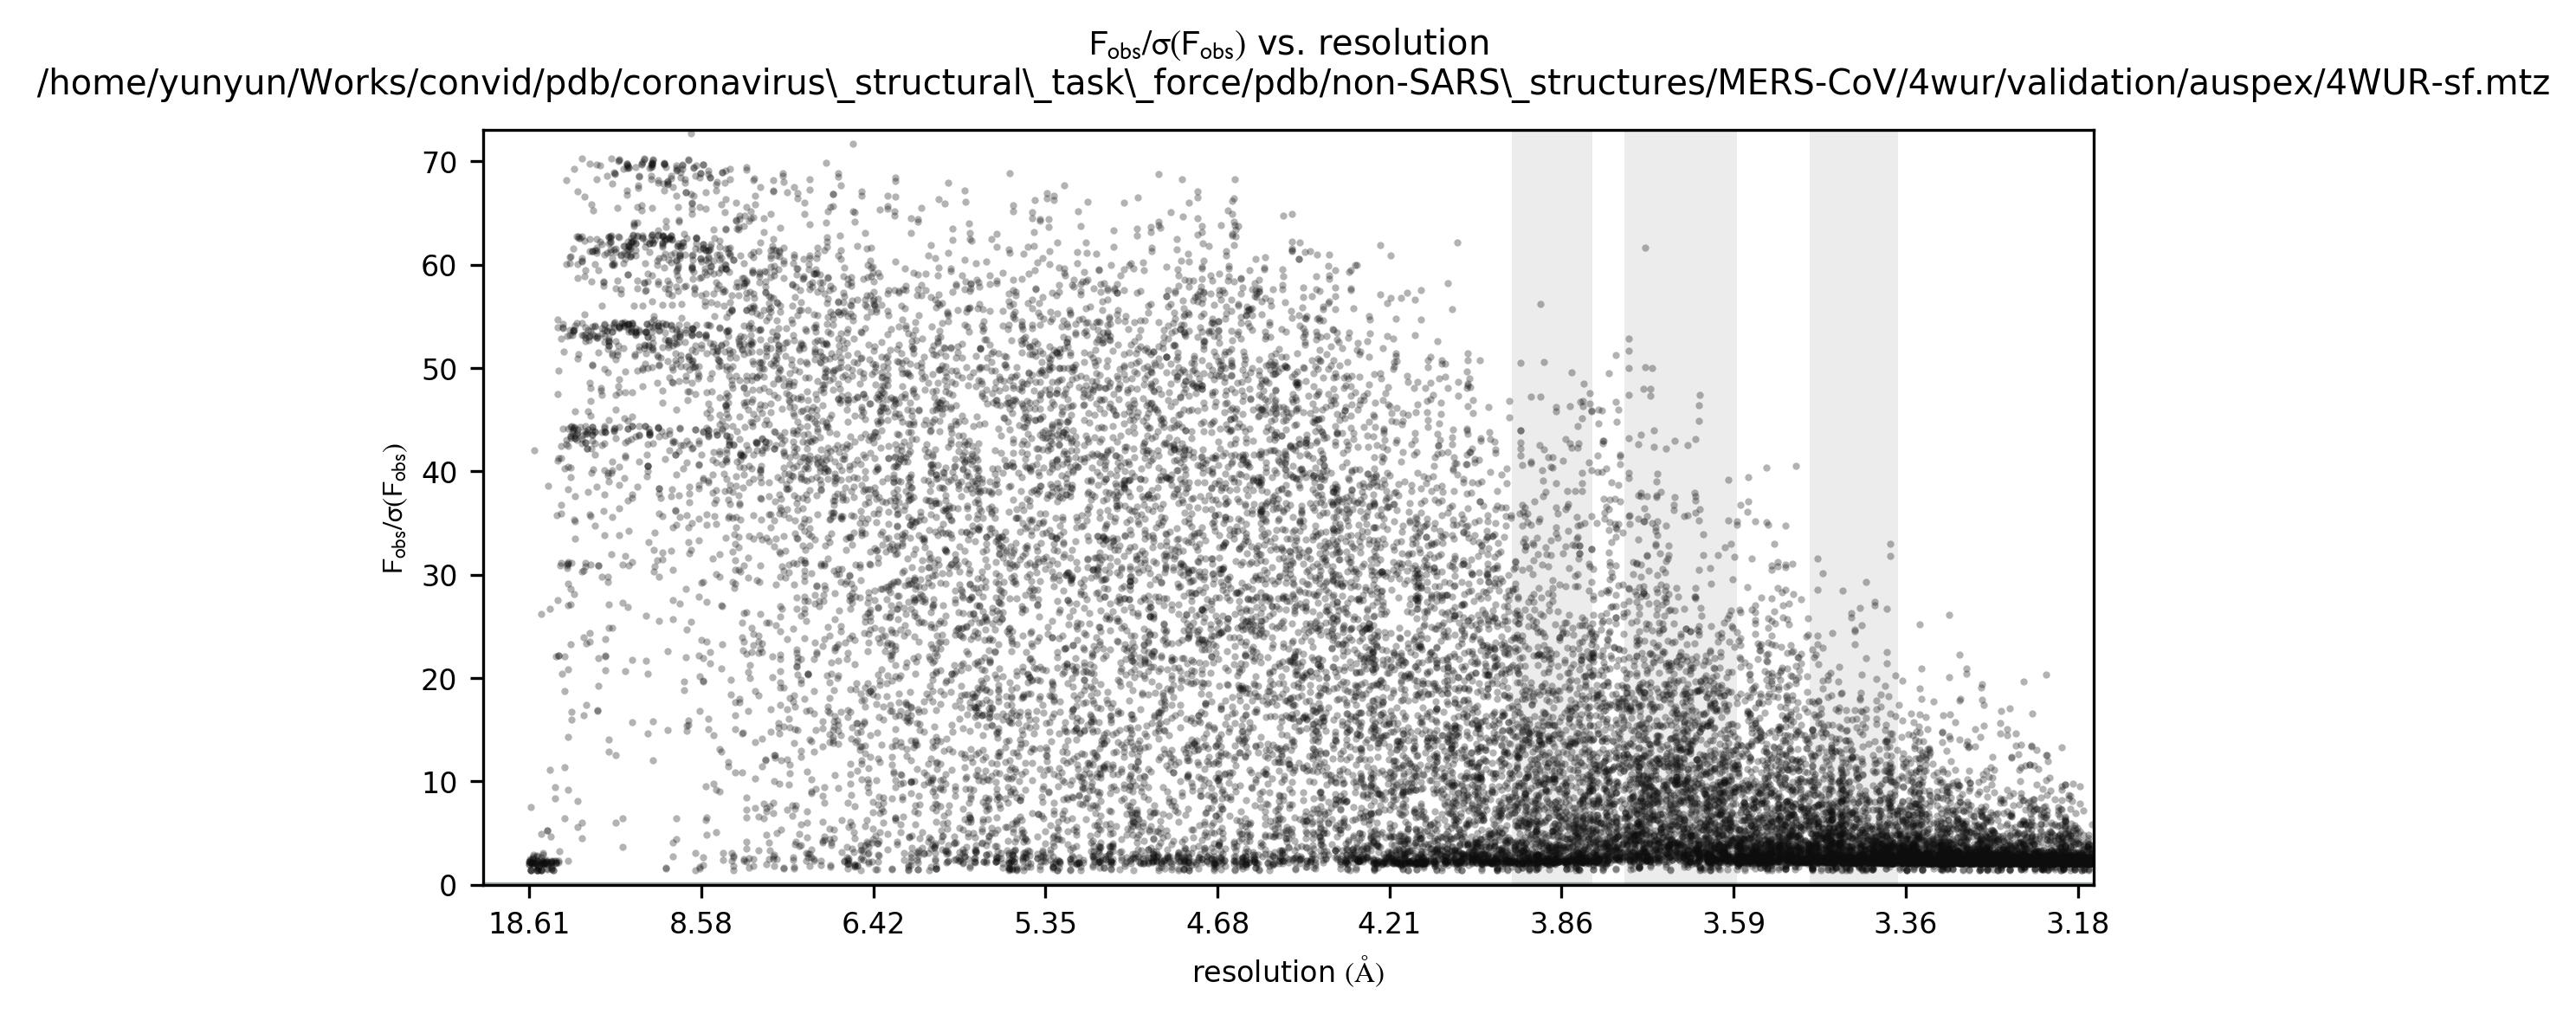 Fobs/σ(Fobs) vs. resolution
/home/yunyun/Works/convid/pdb/coronavirus\_structural\_task\_force/pdb/non-SARS\_structures/MERS-CoV/4wur/validation/auspex/4WUR-sf.mtz
Fobs/σ(Fobs)
70
60
50
40
30
20
10
0
18.61 8.58 6.42 5.35 4.68 4.21 3.86 3.59 3.36 3.18
resolution (Å)